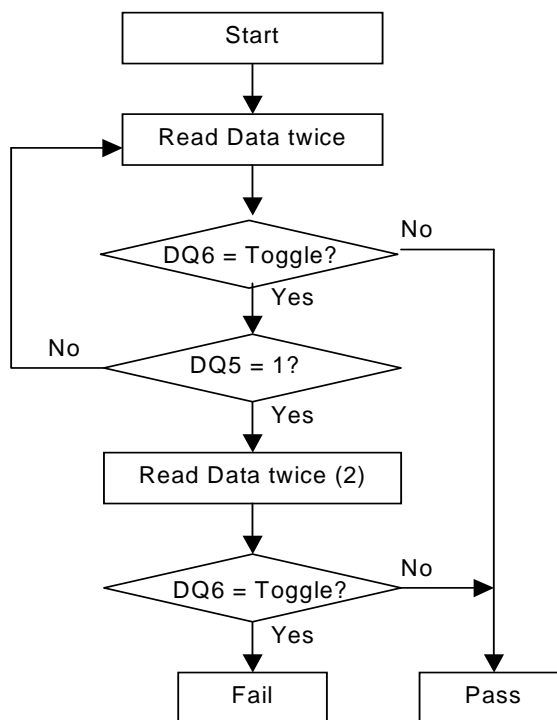 Start
Read Data twice
DQ6 = Toggle?
No
Yes
No
DQ5 = 1?
Yes
Read Data twice (2)
DQ6 = Toggle?
No
Yes
Fail
Pass